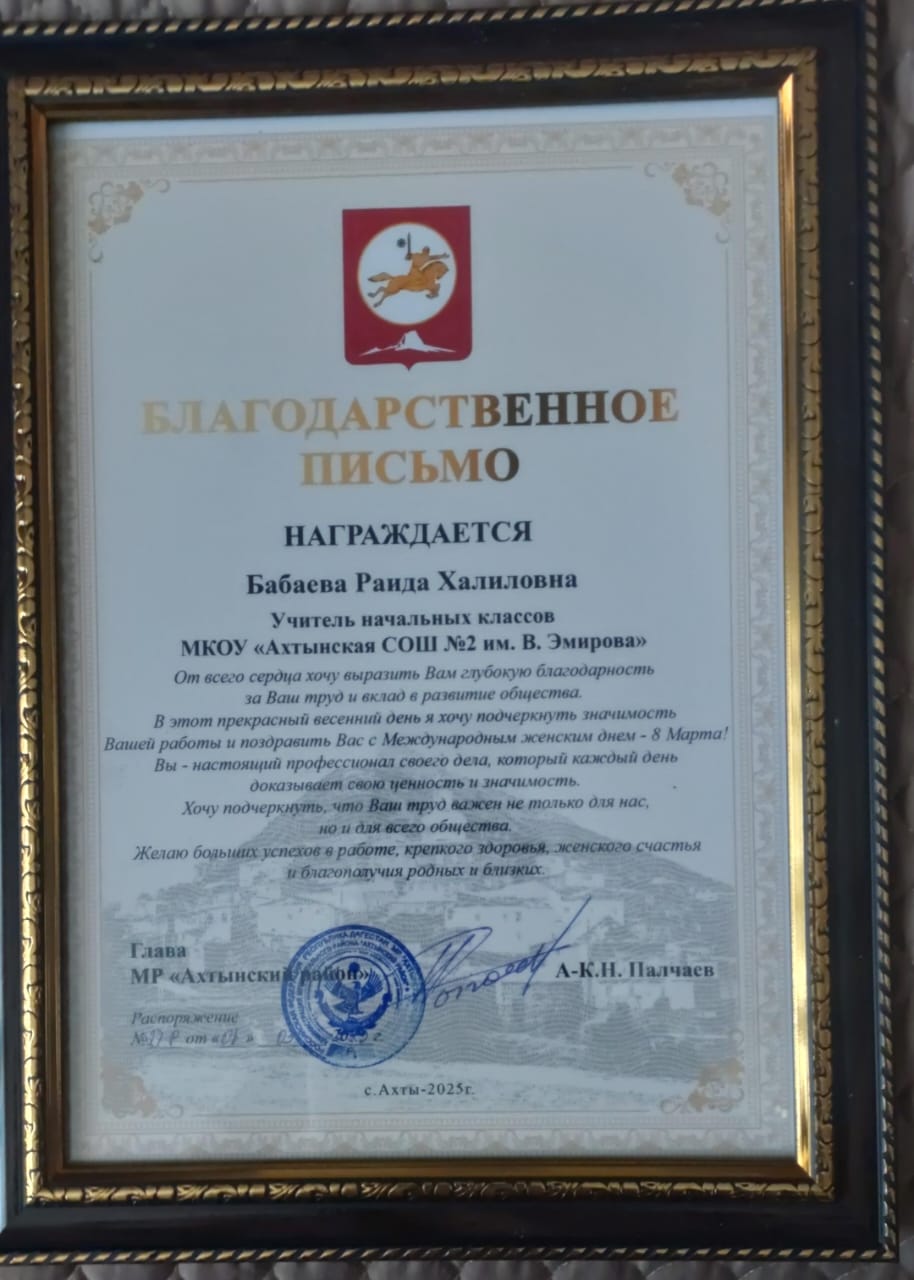 БЛАГОДАРСТВЕННОЕ
ПИСЬМО
НАГРАЖДАЕТСЯ
Бабаева Раида Халиловна
Учитель начальных классов
МКОУ «Ахтынская СОШ №2 им. В. Эмирова»
От всего сердца хочу выразить Вам глубокую благодарность
за Ваш труд и вклад в развитие общества.
В этот прекрасный весенний день я хочу подчеркнуть значимость
Вашей работы и поздравить Вас с Международным женским днем - 8 Марта!
Вы - настоящий профессионал своего дела, который каждый день
доказывает свою ценность и значимость.
Хочу подчеркнуть, что Ваш труд важен не только для нас,
но и для всего общества.
Желаю больших успехов в работе, крепкого здоровья, женского счастья
и благополучия родных и близких.
Глава
МР «Ахтынский район»
А-К.Н. Палчаев
Распоряжение
№ от « »
с.Ахты-2025г.